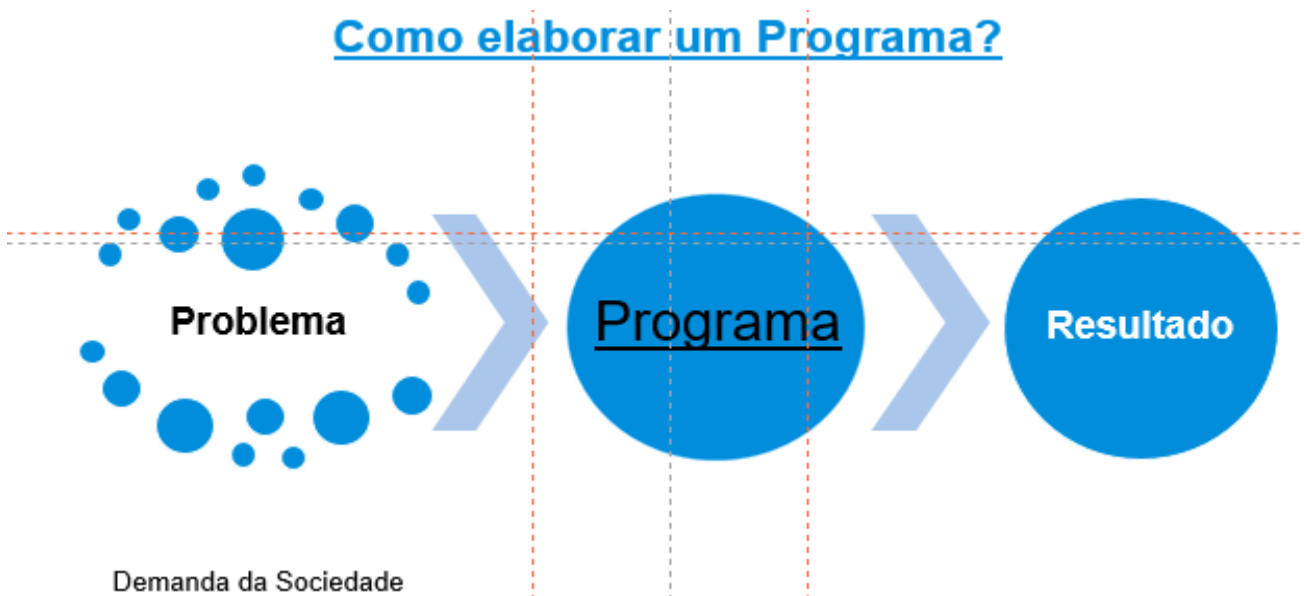 Como elaborar um Programa?
Problema
Programa
Resultado
Demanda da Sociedade